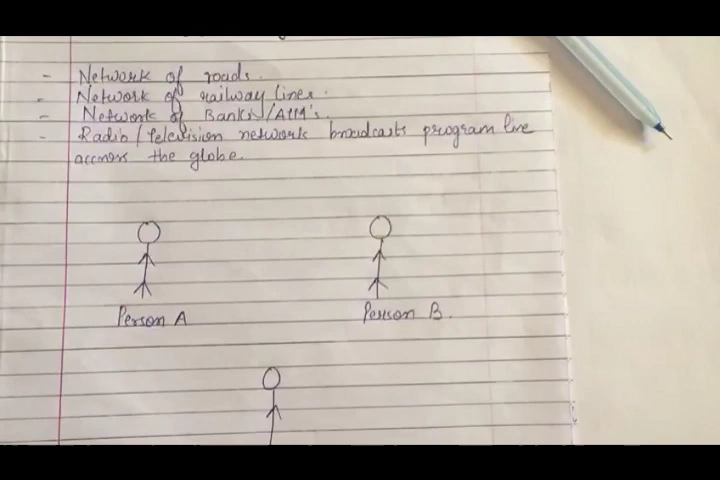 - Network of roads.
- Network of railway lines.
- Network of Banks/ATM's.
- Radio/Television network broadcasts program live
accross the globe.
Person A
Person B.